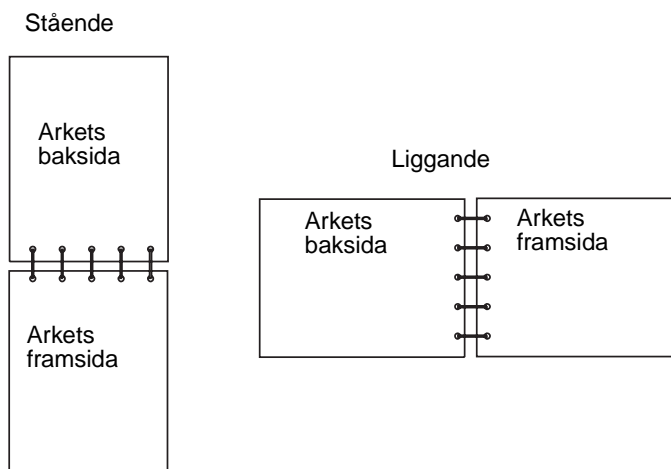 Stående
Arkets
baksida
Arkets
framsida
Liggande
Arkets
baksida
Arkets
framsida